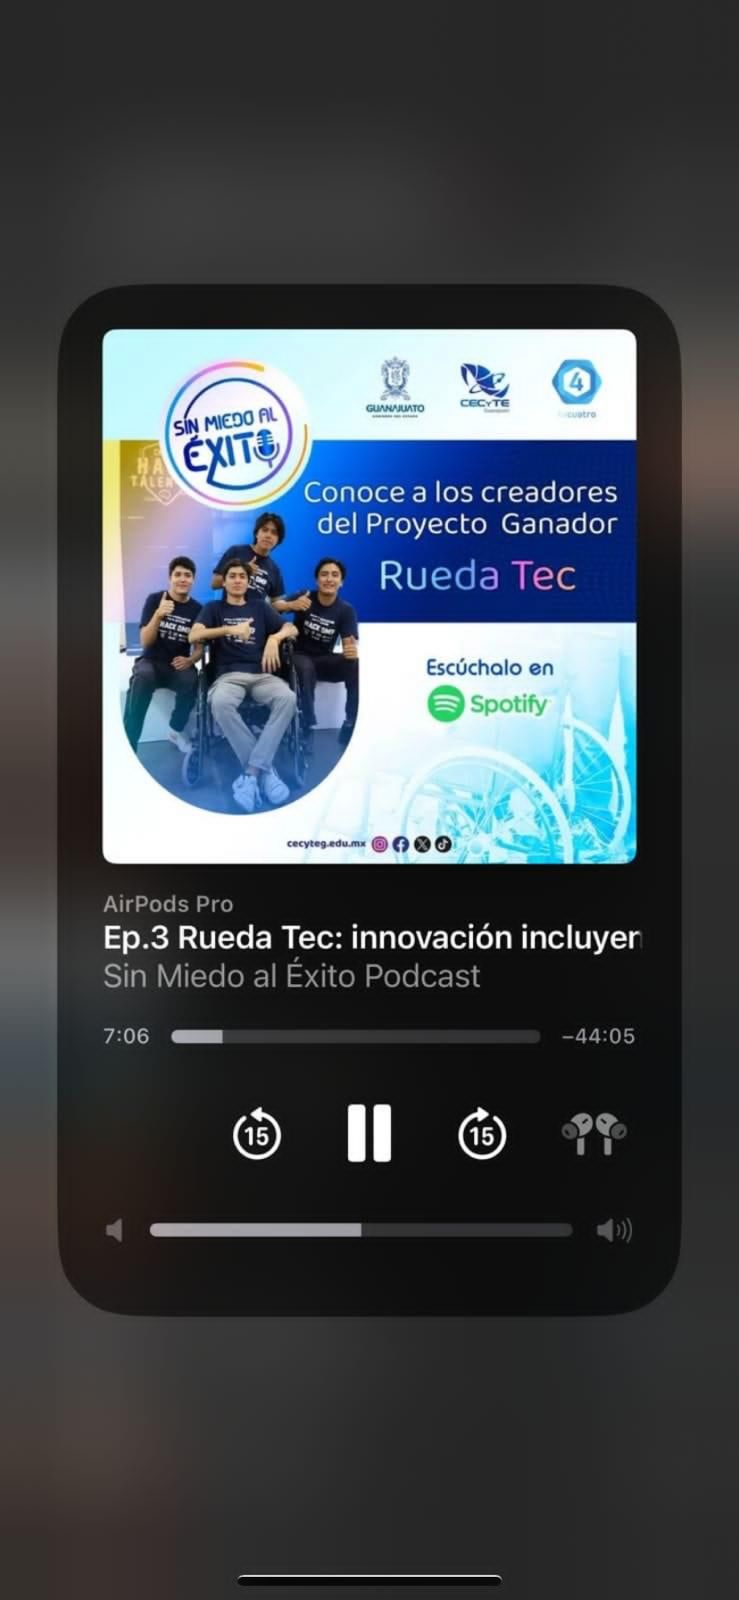 SIN MIEDO AL
ÉXITO
GUANAJUATO
CECyTE
Guanajuato
4
Conoce a los creadores
del Proyecto Ganador
Rueda Tec
HACK
Escúchalo en
Spotify
cecyteg.edu.mx
AirPods Pro
Ep.3 Rueda Tec: innovación incluyen
Sin Miedo al Éxito Podcast
7:06
–44:05
15
15